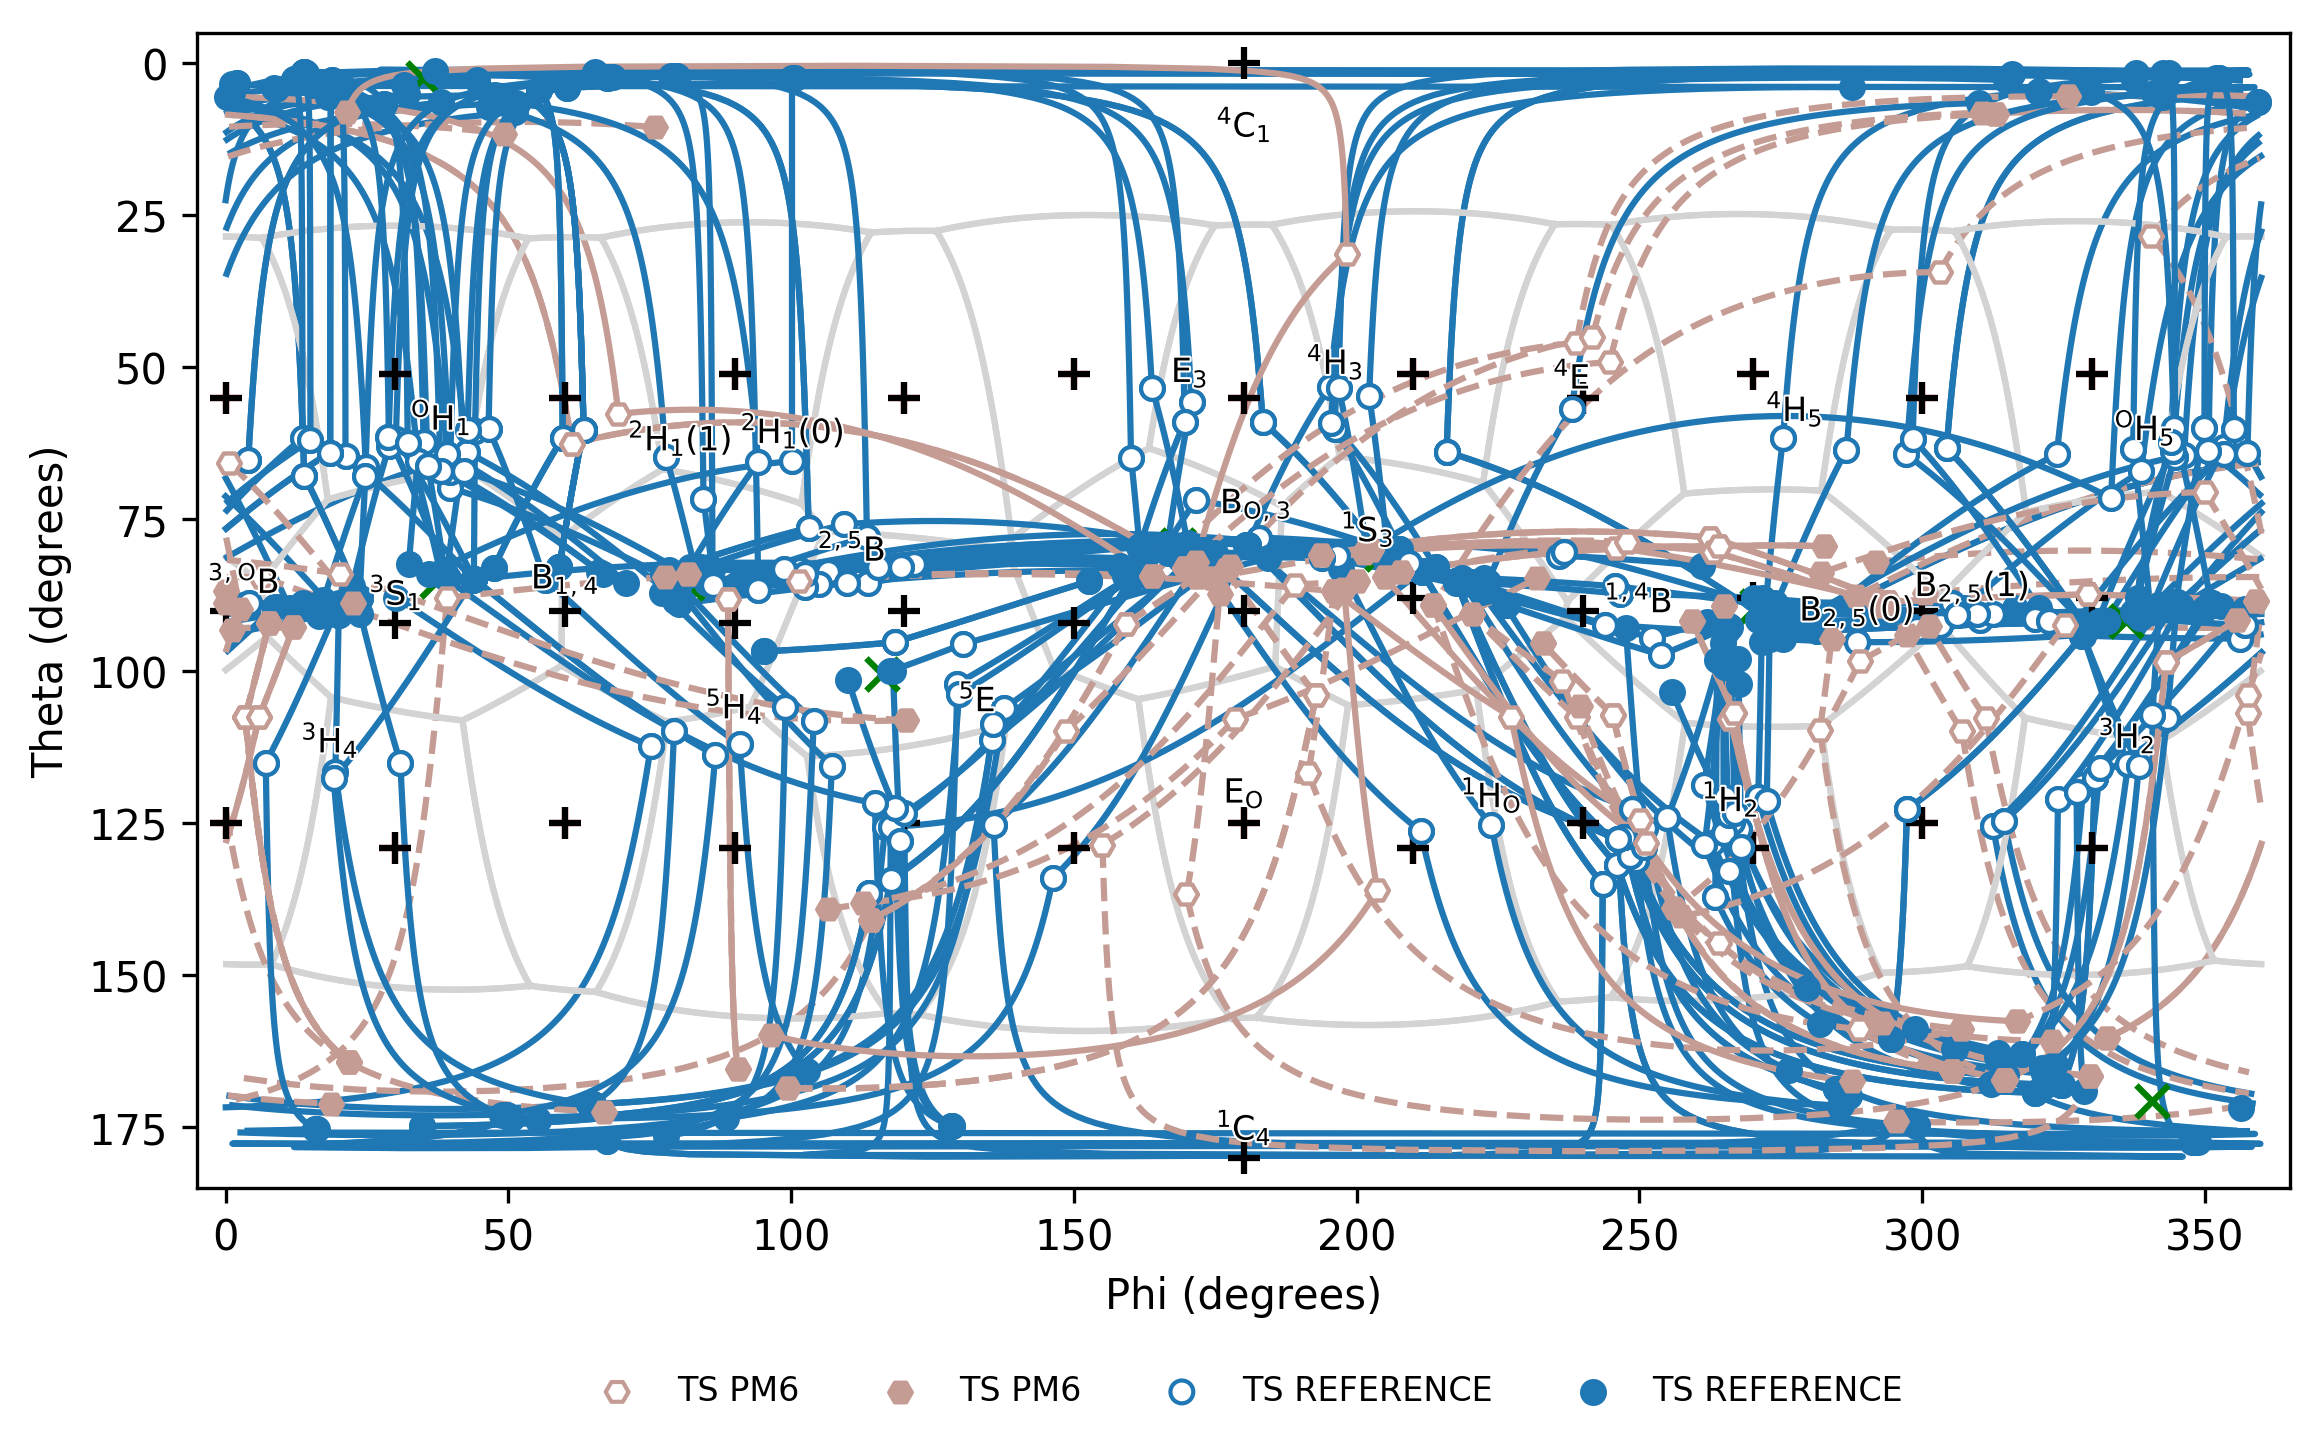 0
25
50
75
100
125
150
175
Theta (degrees)
⁴C₁
E₃
⁴H₃
⁴E
⁴H₅
ᴼH₁
²H₁(1)
²H₁(0)
ᴼH₅
B_O,3
¹S₃
²,⁵B
³,ᴼB
³S₁
B₁,₄
¹,⁴B
B₂,₅(0)
B₂,₅(1)
⁵E
⁵H₄
³H₄
³H₂
E_O
¹H_O
¹H₂
¹C₄
0 50 100 150 200 250 300 350
Phi (degrees)
TS PM6 TS PM6 TS REFERENCE TS REFERENCE